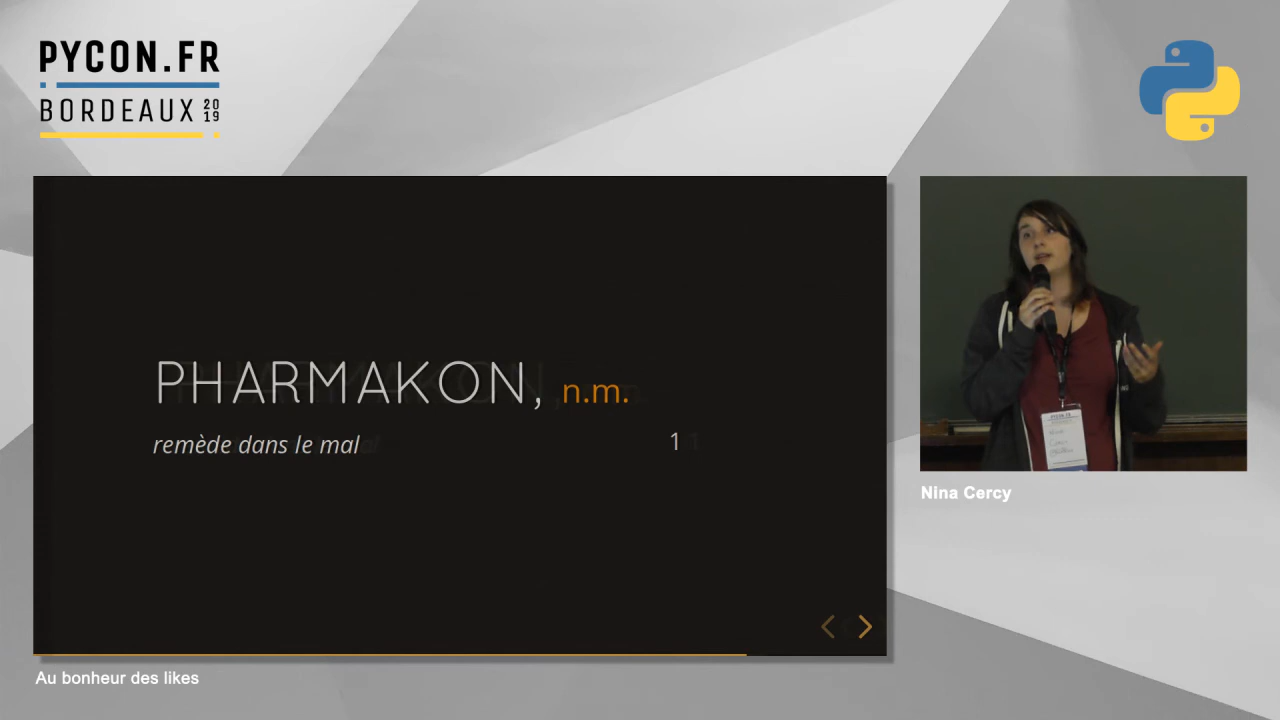 PYCON.FR
BORDEAUX 2019
PHARMAKON, n.m.
remède dans le mal
1
Nina Cercy
Au bonheur des likes